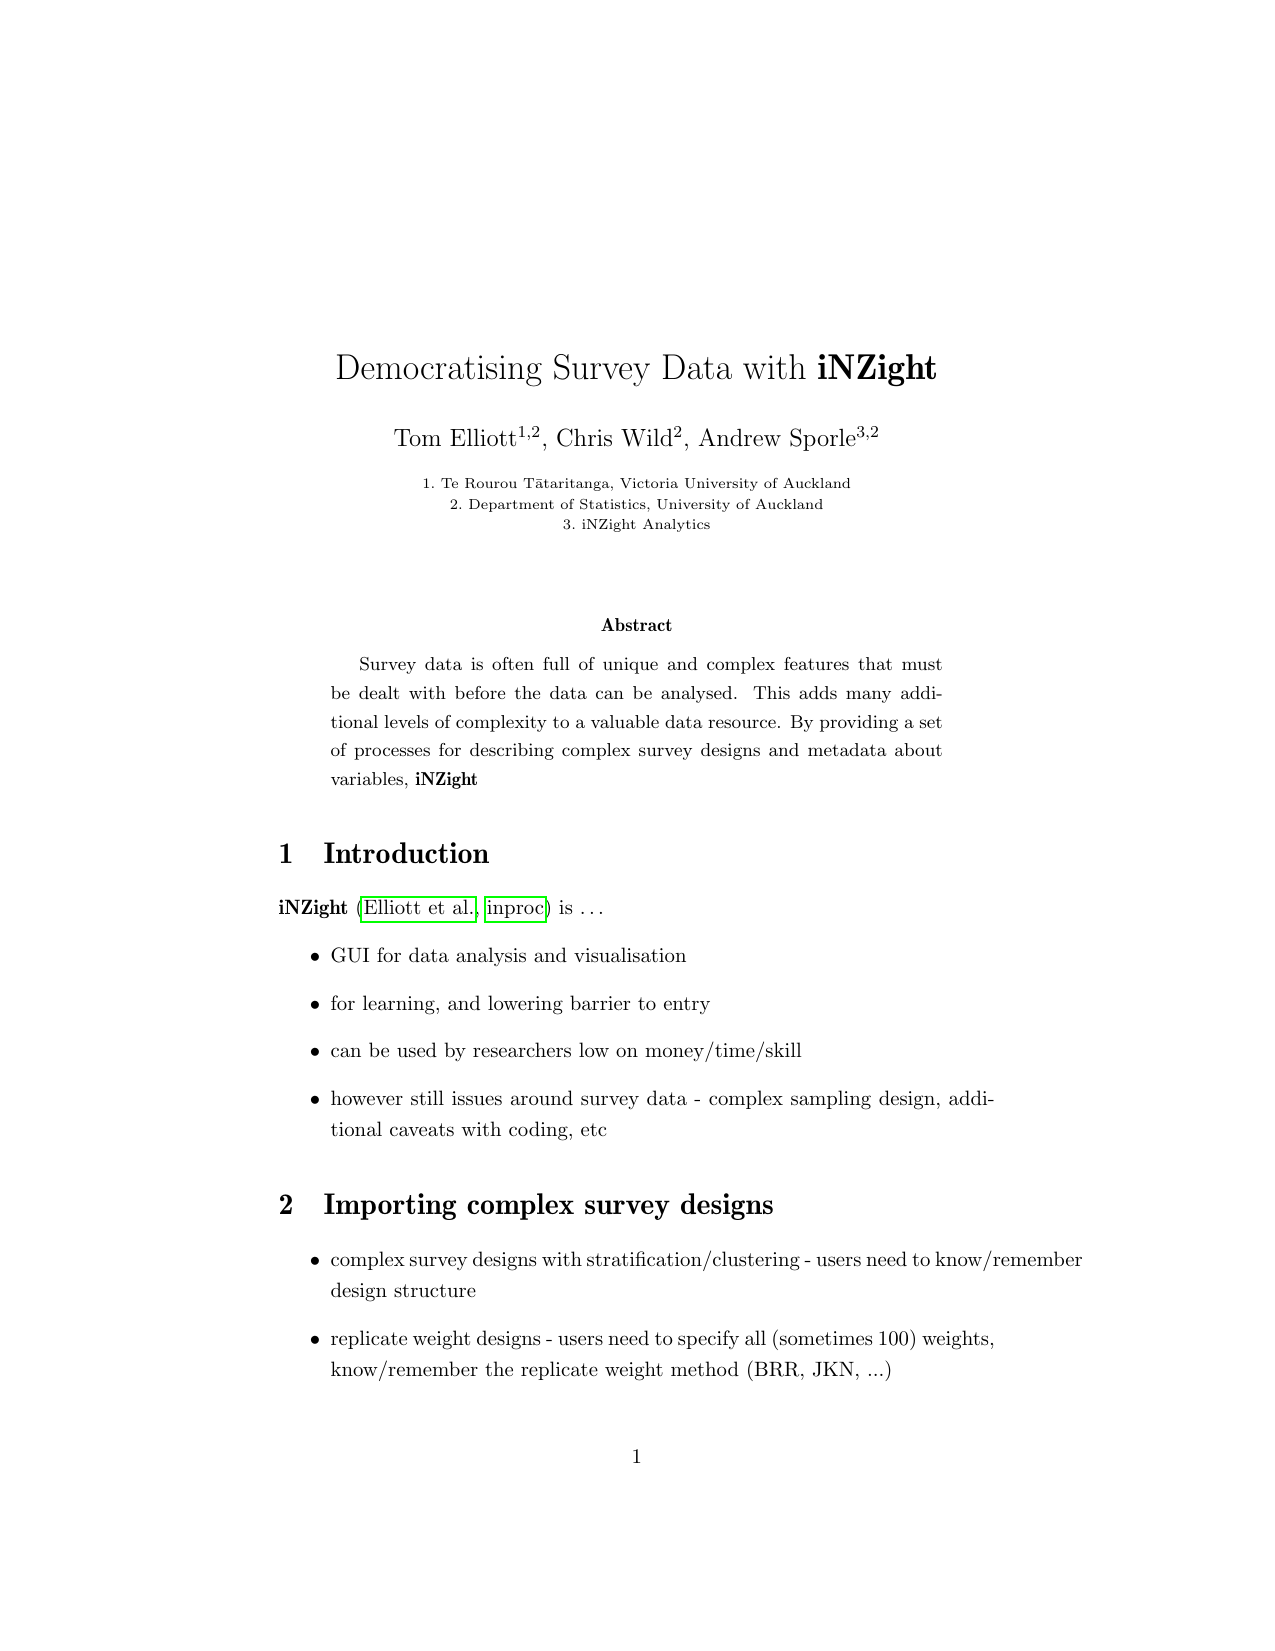 Democratising Survey Data with iNZight
Tom Elliott1,2, Chris Wild2, Andrew Sporle3,2
1. Te Rourou Tātaritanga, Victoria University of Auckland
2. Department of Statistics, University of Auckland
3. iNZight Analytics
Abstract
Survey data is often full of unique and complex features that must
be dealt with before the data can be analysed. This adds many addi-
tional levels of complexity to a valuable data resource. By providing a set
of processes for describing complex survey designs and metadata about
variables, iNZight
1 Introduction
iNZight (Elliott et al., inproc) is ...
• GUI for data analysis and visualisation
• for learning, and lowering barrier to entry
• can be used by researchers low on money/time/skill
• however still issues around survey data - complex sampling design, addi-
tional caveats with coding, etc
2 Importing complex survey designs
• complex survey designs with stratification/clustering - users need to know/remember
design structure
• replicate weight designs - users need to specify all (sometimes 100) weights,
know/remember the replicate weight method (BRR, JKN, ...)
1